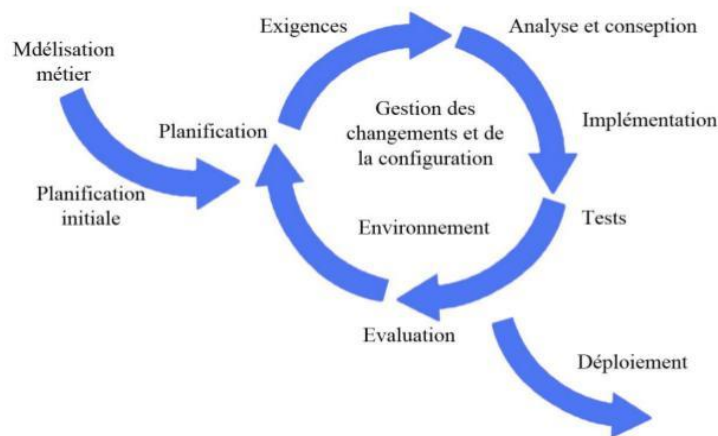 Exigences
Analyse et conseption
Mdélisation
métier
Planification
Gestion des
changements et de
la configuration
Implémentation
Planification
initiale
Environnement
Tests
Evaluation
Déploiement